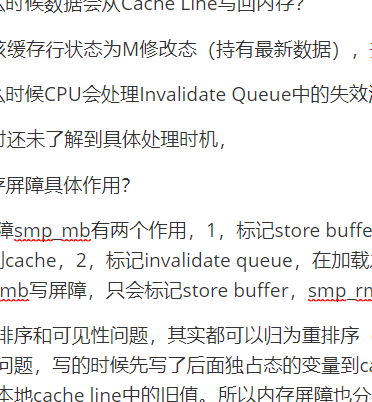 么时候数据会从Cache Line写回内存?
该缓存行状态为M修改态（持有最新数据），
么时候CPU会处理Invalidate Queue中的失效
时还未了解到具体处理时机，
存屏障具体作用？
障smp_mb有两个作用，1，标记store buffe
到cache，2，标记invalidate queue，在加载
mb写屏障，只会标记store buffer，smp_rm
排序和可见性问题，其实都可以归为重排序
问题，写的时候先写了后面独占态的变量到ca
本地cache line中的旧值。所以内存屏障也分